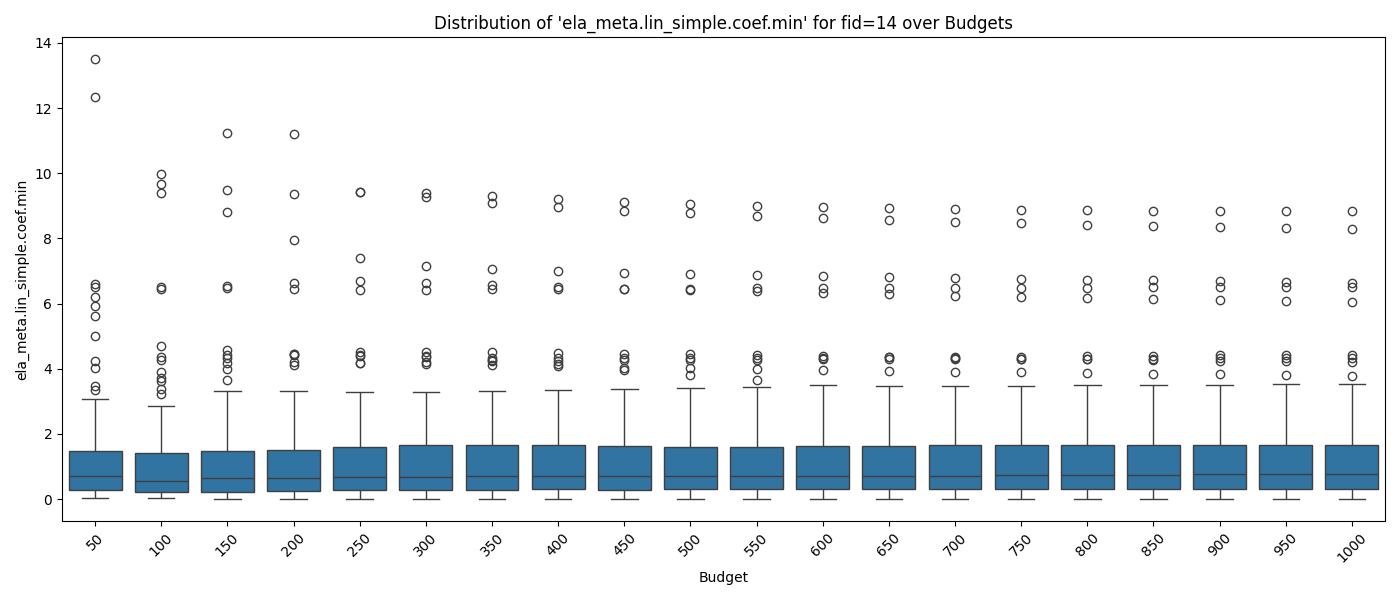 Distribution of 'ela_meta.lin_simple.coef.min' for fid=14 over Budgets
ela_meta.lin_simple.coef.min
14
12
10
8
6
4
2
0
50 100 150 200 250 300 350 400 450 500 550 600 650 700 750 800 850 900 950 1000
Budget